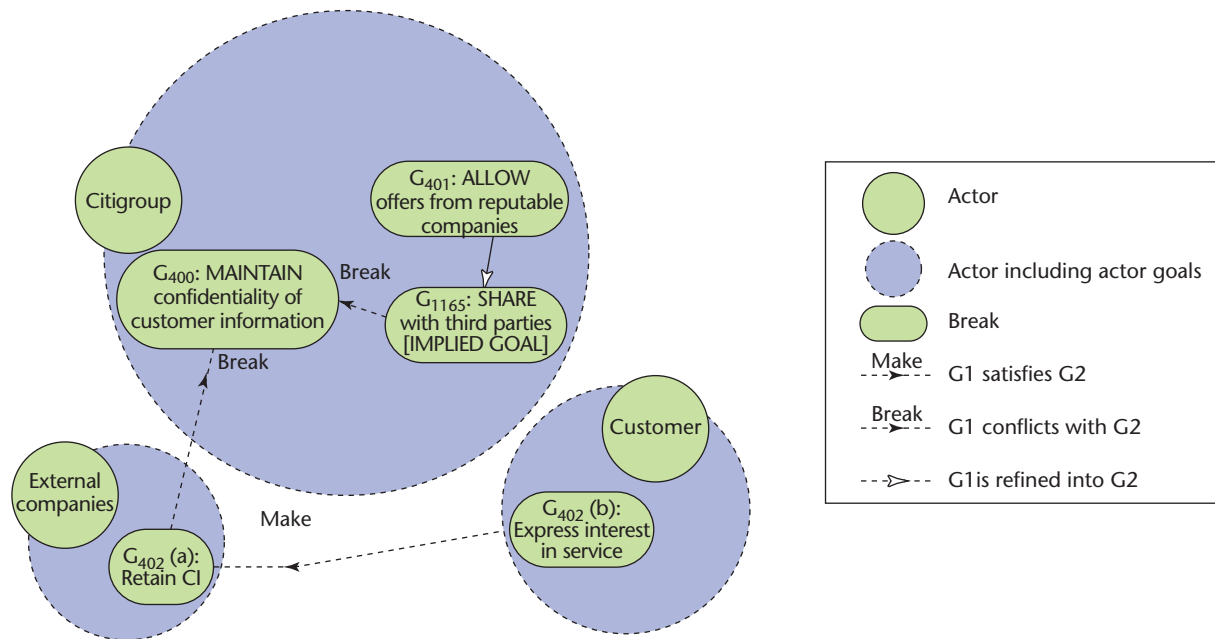 Citigroup
G401: ALLOW
offers from reputable
companies
G400: MAINTAIN
confidentiality of
customer information
Break
G1165: SHARE
with third parties
[IMPLIED GOAL]
Break
Customer
External
companies
Make
G402 (b):
Express interest
in service
G402 (a):
Retain CI
Actor
Actor including actor goals
Break
Make
G1 satisfies G2
Break
G1 conflicts with G2
G1is refined into G2